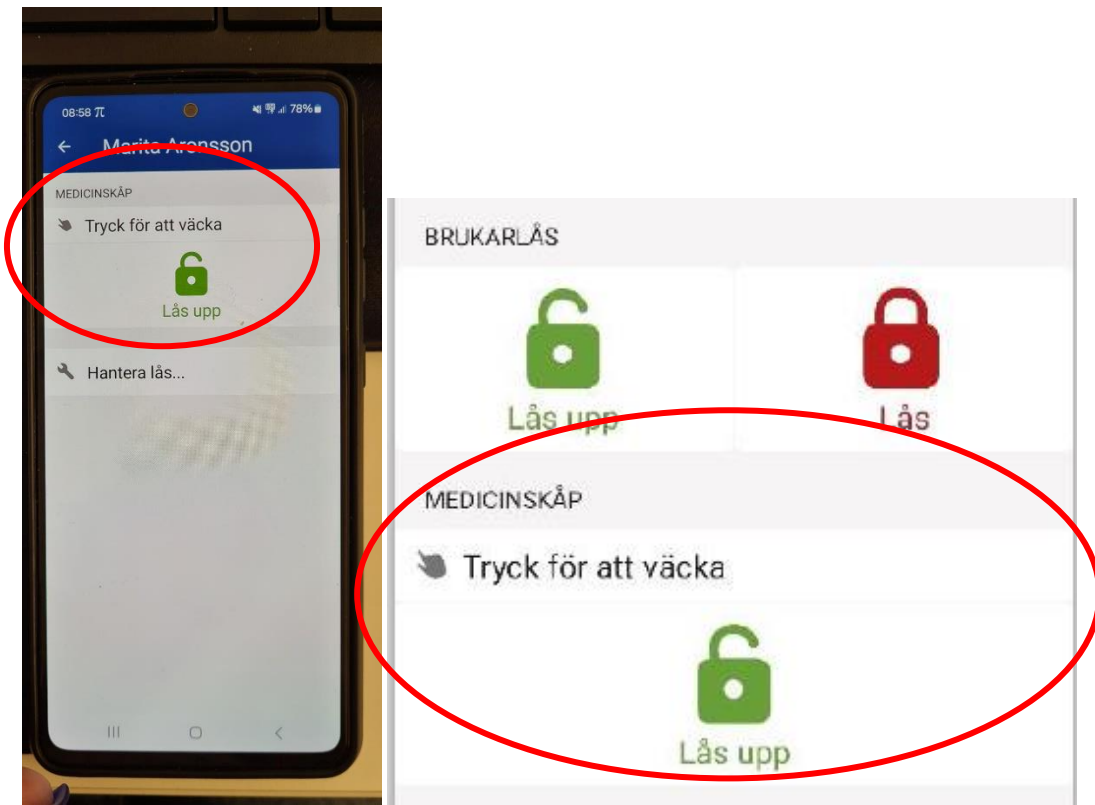 08:58 π 78%
Marita Aronsson
MEDICINSKÅP
Tryck för att väcka
Lås upp
Hantera lås...
BRUKARLÅS
Lås upp
Lås
MEDICINSKÅP
Tryck för att väcka
Lås upp